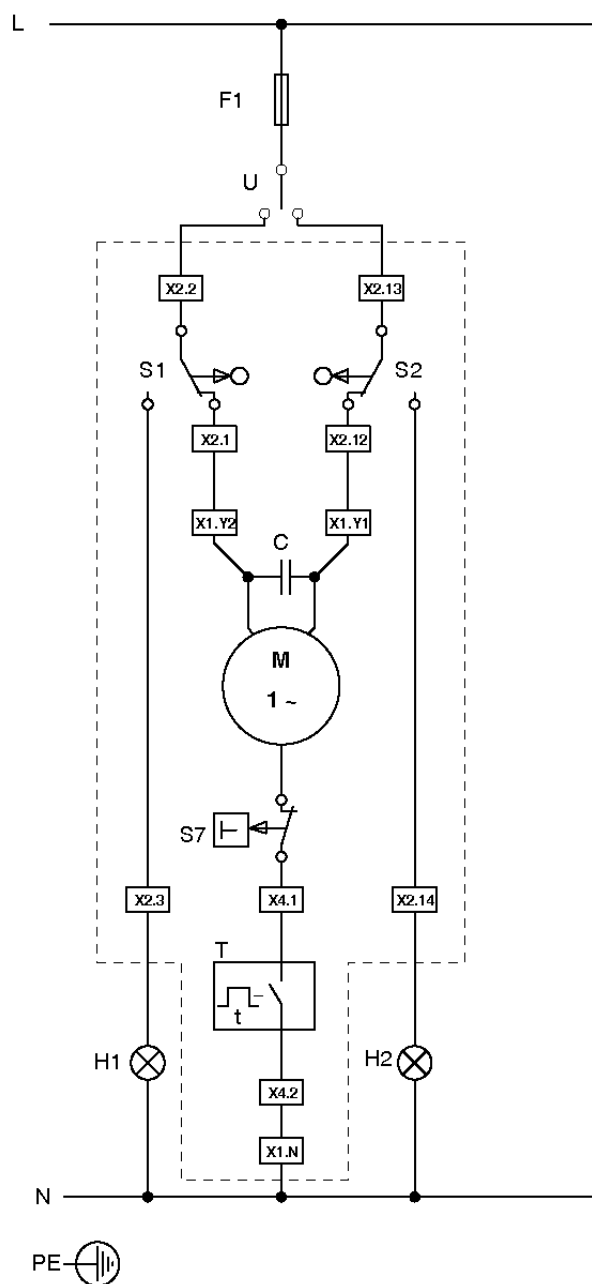 L
F1
U
X2.2 X2.13
S1 S2
X2.1 X2.12
X1.Y2 X1.Y1
C
M
1 ~
S7
X2.3 X4.1 X2.14
T
t
H1 H2
X4.2
X1.N
N
PE